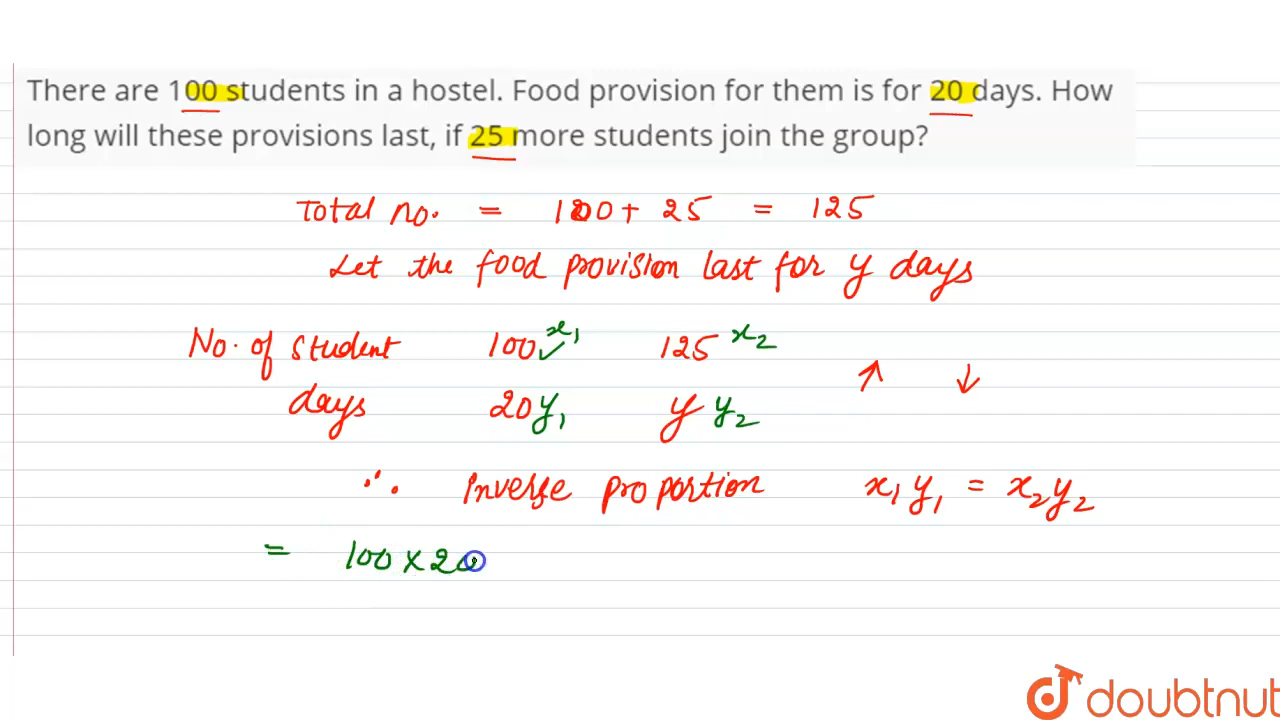 There are 100 students in a hostel. Food provision for them is for 20 days. How
long will these provisions last, if 25 more students join the group?
Total no. = 100 + 25 = 125
Let the food provision last for y days
No. of student 100 x₁ ✓ 125 x₂
↑ ↓
days 20 y₁ y y₂
∴ Inverse proportion x₁y₁ = x₂y₂
= 100 × 20
doubtnut